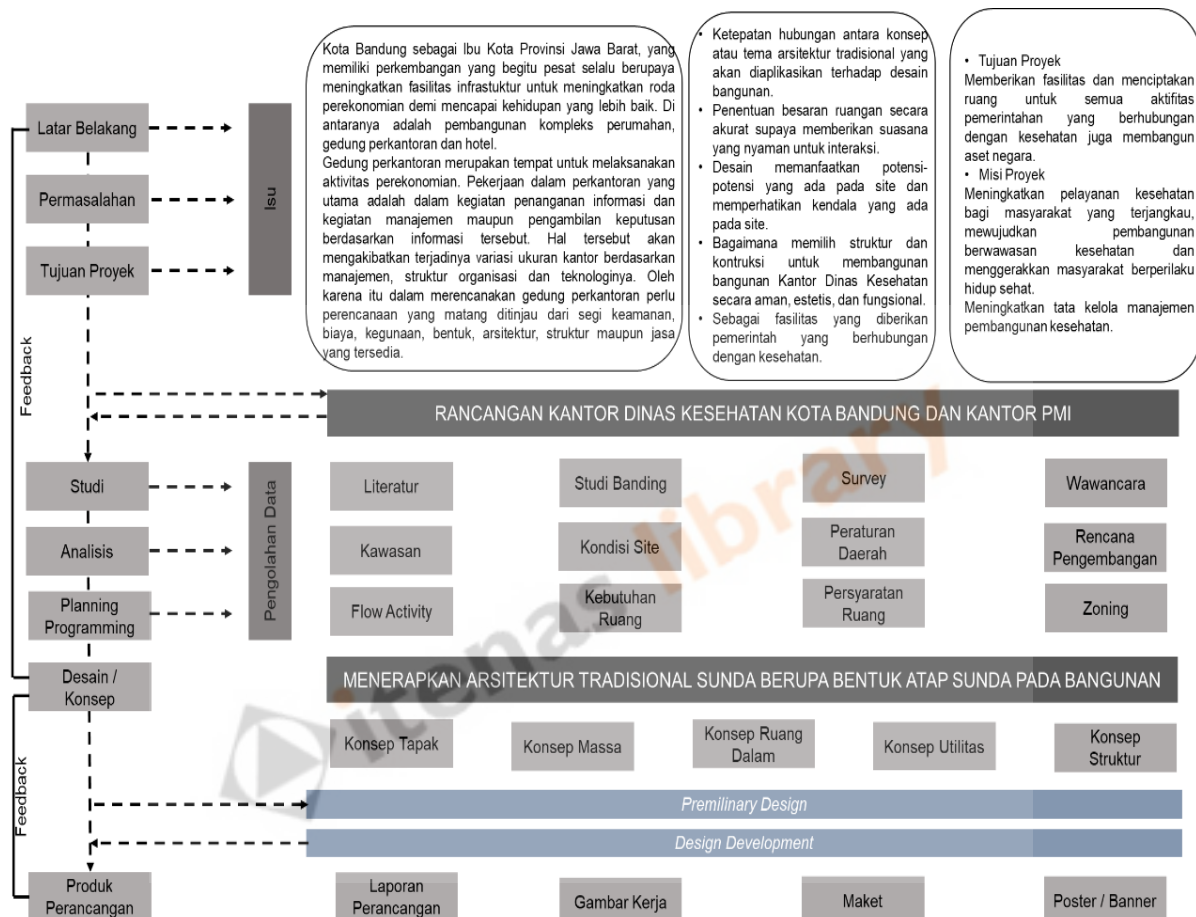 Latar Belakang
Permasalahan
Tujuan Proyek
Isu
Kota Bandung sebagai Ibu Kota Provinsi Jawa Barat, yang
memiliki perkembangan yang begitu pesat selalu berupaya
meningkatkan fasilitas infrastuktur untuk meningkatkan roda
perekonomian demi mencapai kehidupan yang lebih baik. Di
antaranya adalah pembangunan kompleks perumahan,
gedung perkantoran dan hotel.
Gedung perkantoran merupakan tempat untuk melaksanakan
aktivitas perekonomian. Pekerjaan dalam perkantoran yang
utama adalah dalam kegiatan penanganan informasi dan
kegiatan manajemen maupun pengambilan keputusan
berdasarkan informasi tersebut. Hal tersebut akan
mengakibatkan terjadinya variasi ukuran kantor berdasarkan
manajemen, struktur organisasi dan teknologinya. Oleh
karena itu dalam merencanakan gedung perkantoran perlu
perencanaan yang matang ditinjau dari segi keamanan,
biaya, kegunaan, bentuk, arsitektur, struktur maupun jasa
yang tersedia.
• Ketepatan hubungan antara konsep
atau tema arsitektur tradisional yang
akan diaplikasikan terhadap desain
bangunan.
• Penentuan besaran ruangan secara
akurat supaya memberikan suasana
yang nyaman untuk interaksi.
• Desain memanfaatkan potensi-
potensi yang ada pada site dan
memperhatikan kendala yang ada
pada site.
• Bagaimana memilih struktur dan
kontruksi untuk membangunan
bangunan Kantor Dinas Kesehatan
secara aman, estetis, dan fungsional.
• Sebagai fasilitas yang diberikan
pemerintah yang berhubungan
dengan kesehatan.
• Tujuan Proyek
Memberikan fasilitas dan menciptakan
ruang untuk semua aktifitas
pemerintahan yang berhubungan
dengan kesehatan juga membangun
aset negara.
• Misi Proyek
Meningkatkan pelayanan kesehatan
bagi masyarakat yang terjangkau,
mewujudkan pembangunan
berwawasan kesehatan dan
menggerakkan masyarakat berperilaku
hidup sehat.
Meningkatkan tata kelola manajemen
pembangunan kesehatan.
Feedback
RANCANGAN KANTOR DINAS KESEHATAN KOTA BANDUNG DAN KANTOR PMI
Studi
Analisis
Planning
Programming
Pengolahan Data
Literatur
Studi Banding
Survey
Wawancara
Kawasan
Kondisi Site
Peraturan
Daerah
Rencana
Pengembangan
Flow Activity
Kebutuhan
Ruang
Persyaratan
Ruang
Zoning
Desain /
Konsep
MENERAPKAN ARSITEKTUR TRADISIONAL SUNDA BERUPA BENTUK ATAP SUNDA PADA BANGUNAN
Konsep Tapak
Konsep Massa
Konsep Ruang
Dalam
Konsep Utilitas
Konsep
Struktur
Feedback
Premilinary Design
Design Development
Produk
Perancangan
Laporan
Perancangan
Gambar Kerja
Maket
Poster / Banner
itenas library